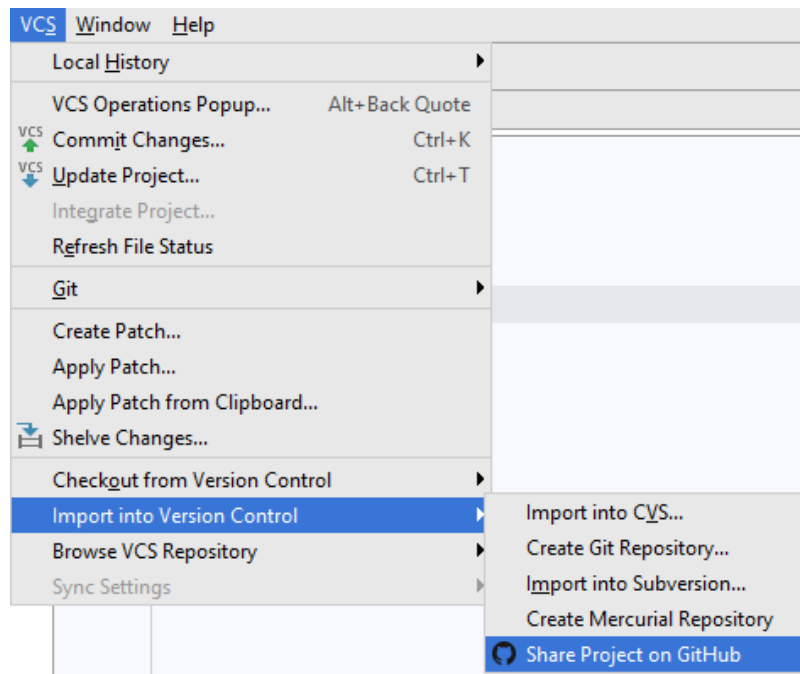 VCS Window Help
Local History
VCS Operations Popup... Alt+Back Quote
VCS Commit Changes... Ctrl+K
VCS Update Project... Ctrl+T
Integrate Project...
Refresh File Status
Git
Create Patch...
Apply Patch...
Apply Patch from Clipboard...
Shelve Changes...
Checkout from Version Control
Import into Version Control
Browse VCS Repository
Sync Settings
Import into CVS...
Create Git Repository...
Import into Subversion...
Create Mercurial Repository
Share Project on GitHub